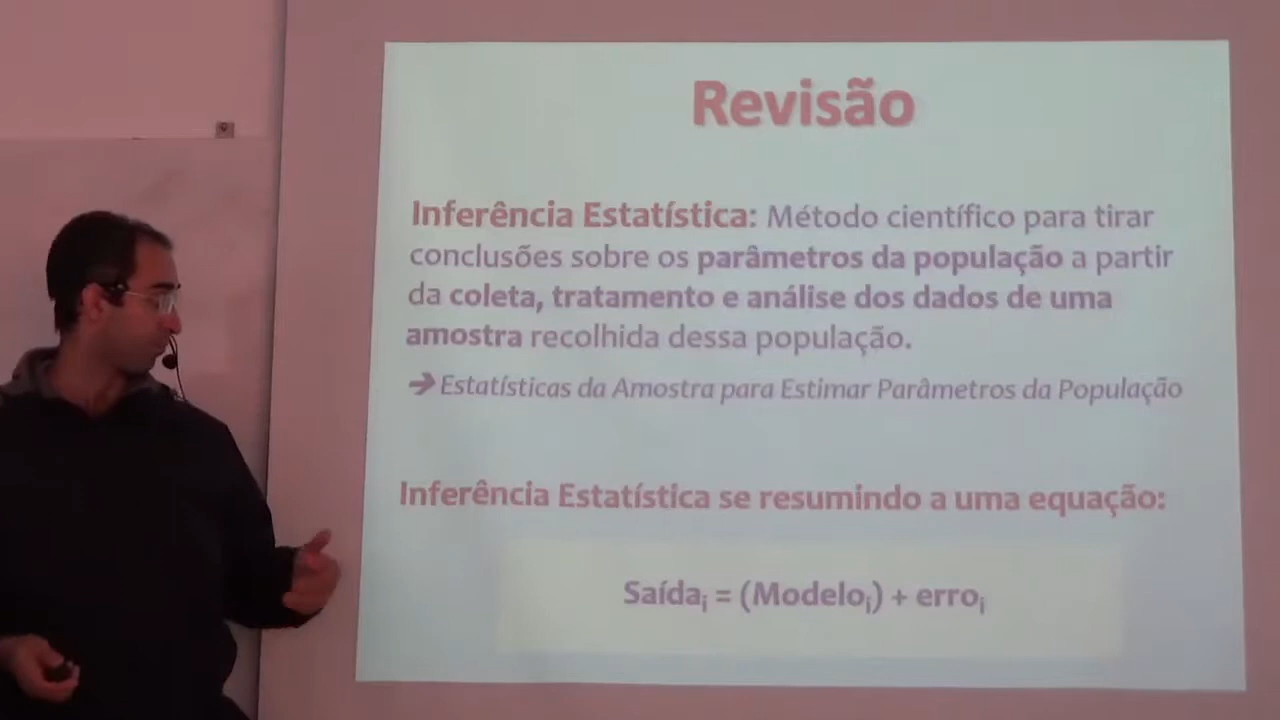 Revisão
Inferência Estatística: Método científico para tirar
conclusões sobre os parâmetros da população a partir
da coleta, tratamento e análise dos dados de uma
amostra recolhida dessa população.
➔ Estatísticas da Amostra para Estimar Parâmetros da População
Inferência Estatística se resumindo a uma equação:
Saídaᵢ = (Modeloᵢ) + erroᵢ